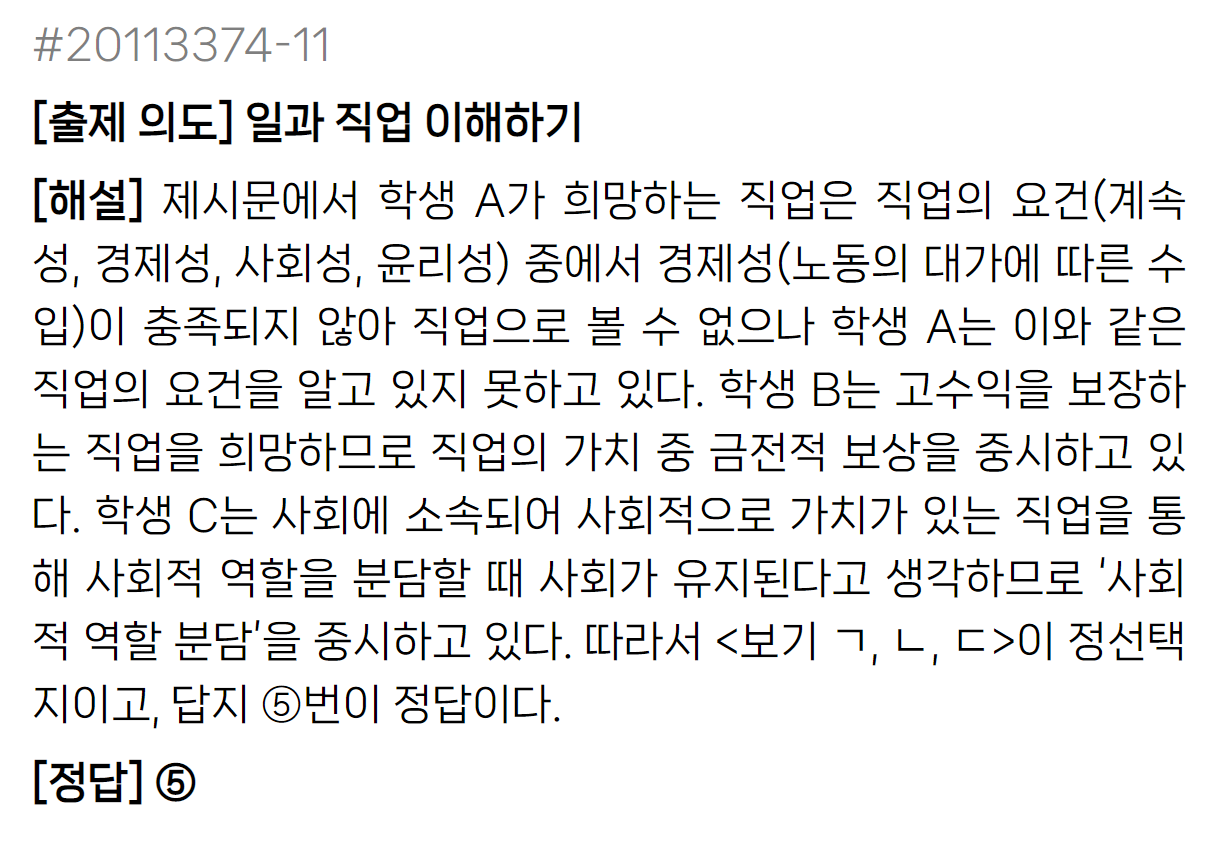 #20113374-11
[출제 의도] 일과 직업 이해하기
[해설] 제시문에서 학생 A가 희망하는 직업은 직업의 요건(계속
성, 경제성, 사회성, 윤리성) 중에서 경제성(노동의 대가에 따른 수
입)이 충족되지 않아 직업으로 볼 수 없으나 학생 A는 이와 같은
직업의 요건을 알고 있지 못하고 있다. 학생 B는 고수익을 보장하
는 직업을 희망하므로 직업의 가치 중 금전적 보상을 중시하고 있
다. 학생 C는 사회에 소속되어 사회적으로 가치가 있는 직업을 통
해 사회적 역할을 분담할 때 사회가 유지된다고 생각하므로 '사회
적 역할 분담'을 중시하고 있다. 따라서 <보기 ㄱ, ㄴ, ㄷ>이 정선택
지이고, 답지 ⑤번이 정답이다.
[정답] ⑤